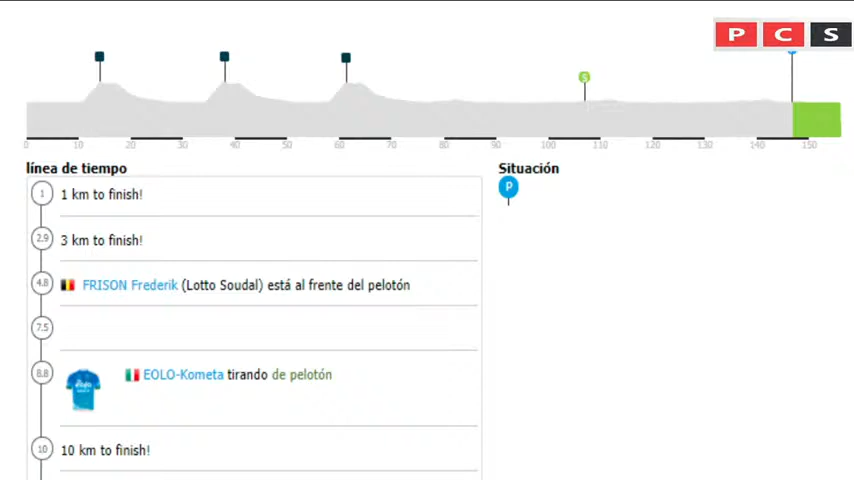 P C S
S
0 10 20 30 40 50 60 70 80 90 100 110 120 130 140 150
línea de tiempo
Situación
P
1 1 km to finish!
2.9 3 km to finish!
4.8 FRISON Frederik (Lotto Soudal) está al frente del pelotón
7.5
8.8 EOLO-Kometa tirando de pelotón
10 10 km to finish!